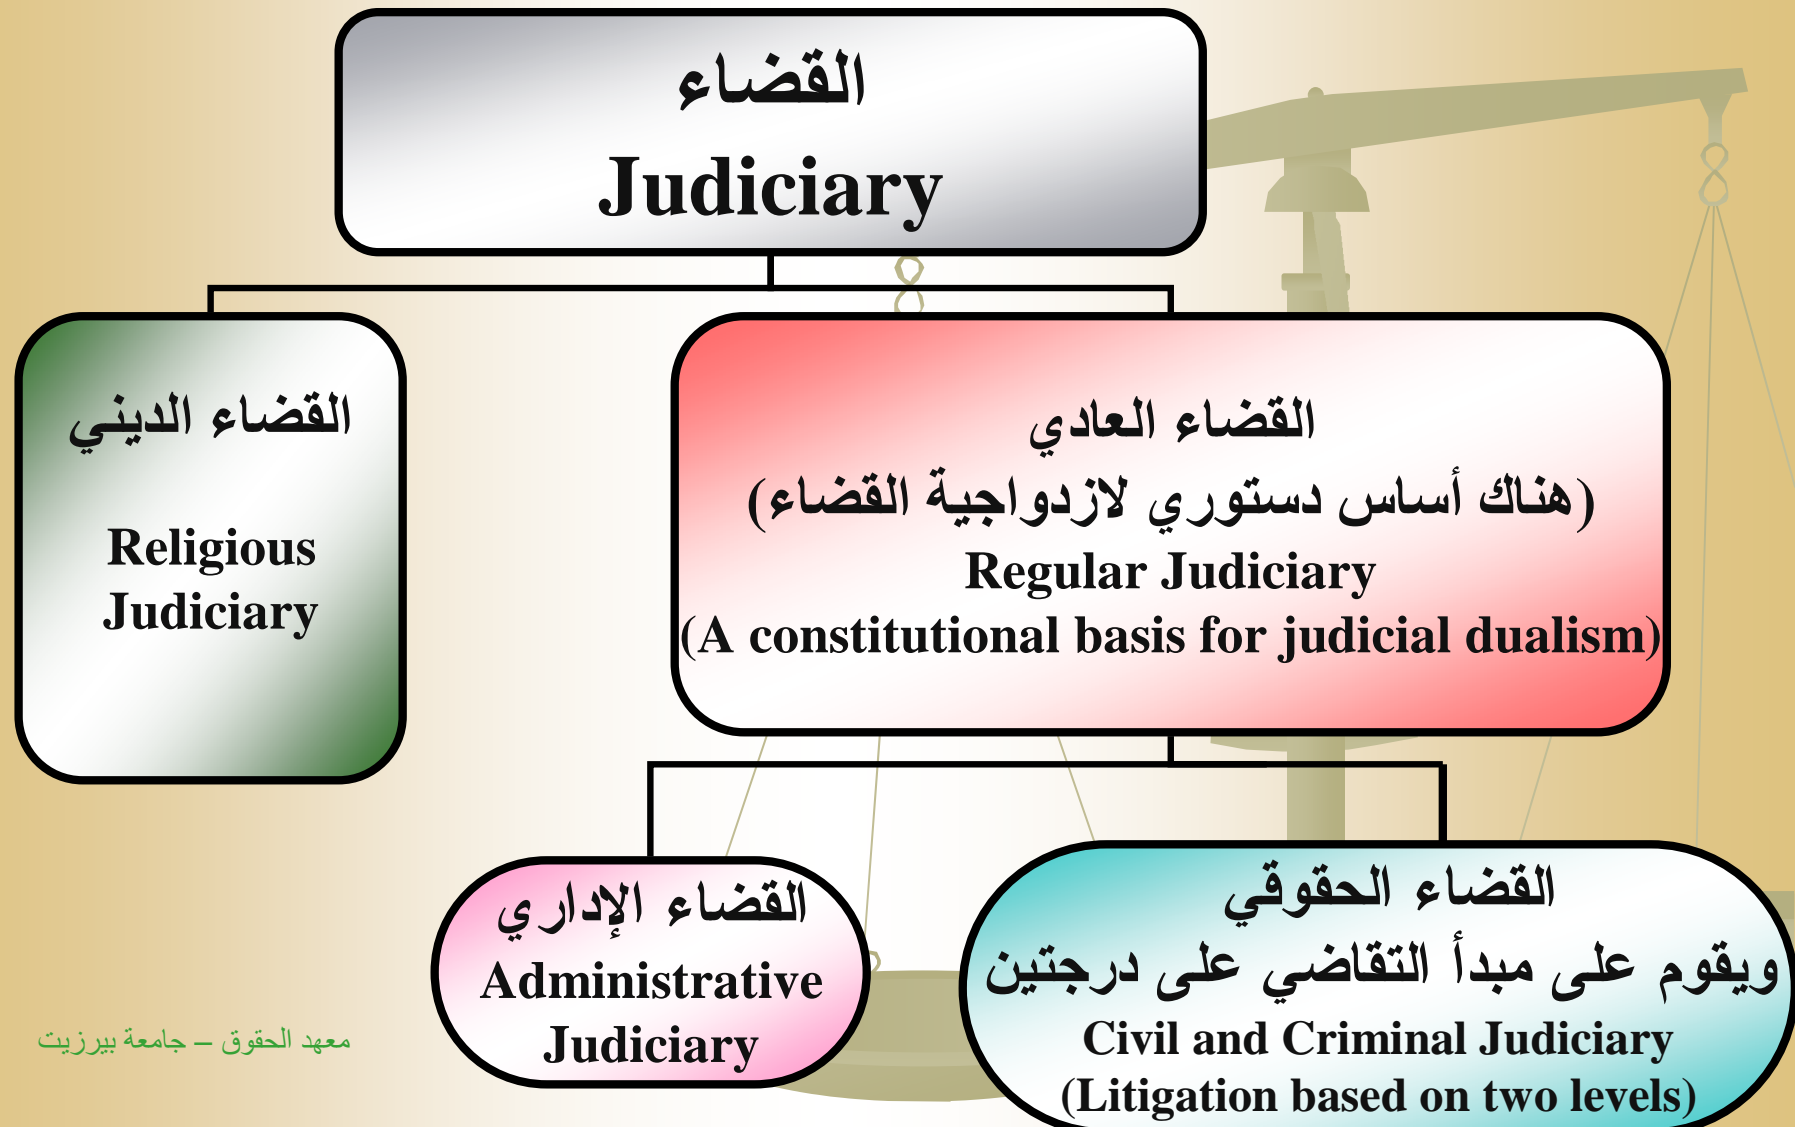 القضاء
Judiciary
القضاء الديني
Religious
Judiciary
القضاء العادي
(هناك أساس دستوري لازدواجية القضاء)
Regular Judiciary
(A constitutional basis for judicial dualism)
القضاء الإداري
Administrative
Judiciary
القضاء الحقوقي
ويقوم على مبدأ التقاضي على درجتين
Civil and Criminal Judiciary
(Litigation based on two levels)
معهد الحقوق – جامعة بيرزيت